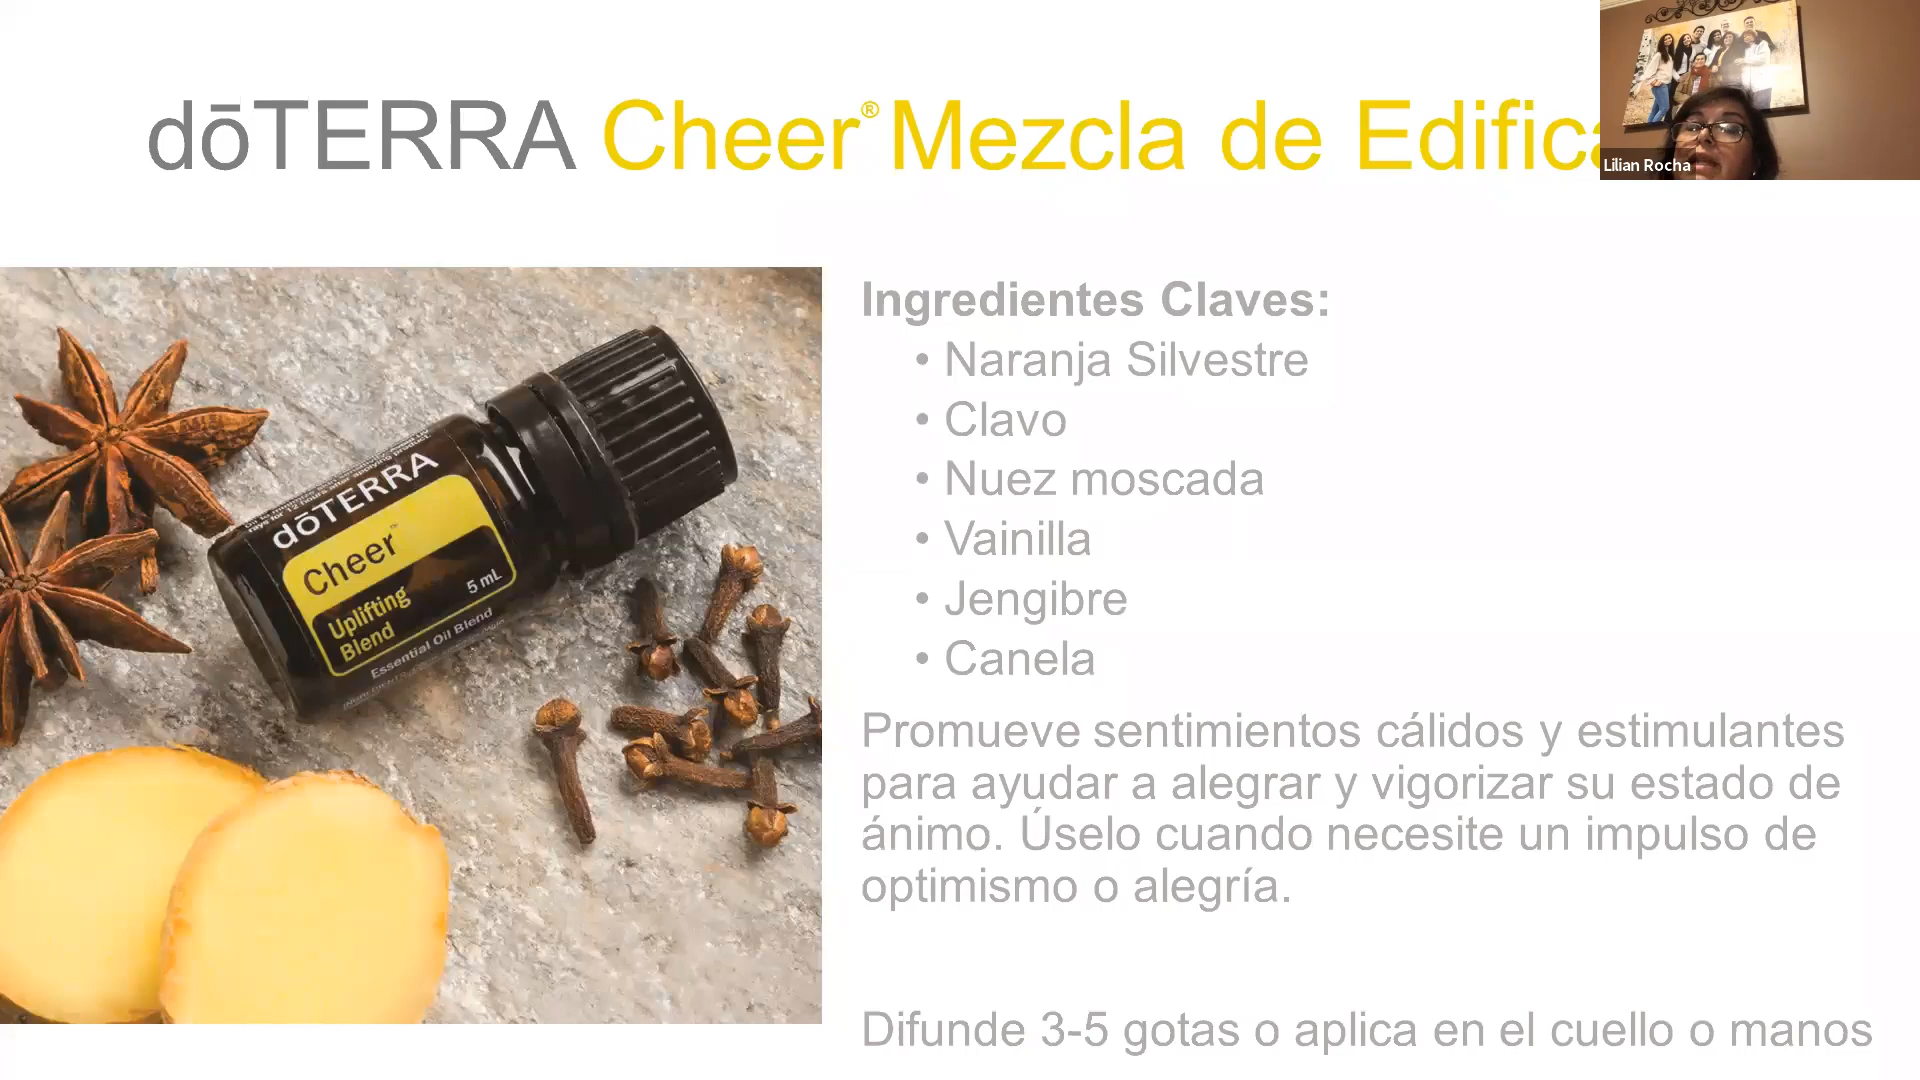 dōTERRA Cheer® Mezcla de Edific
Lilian Rocha
Ingredientes Claves:
• Naranja Silvestre
• Clavo
• Nuez moscada
• Vainilla
• Jengibre
• Canela
Promueve sentimientos cálidos y estimulantes
para ayudar a alegrar y vigorizar su estado de
ánimo. Úselo cuando necesite un impulso de
optimismo o alegría.
Difunde 3-5 gotas o aplica en el cuello o manos
dōTERRA
Cheer™
Uplifting
Blend
5 mL
Essential Oil Blend